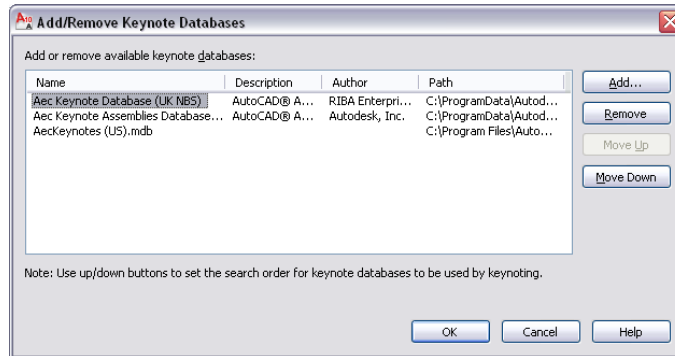 Add/Remove Keynote Databases
Add or remove available keynote databases:
Name Description Author Path
Aec Keynote Database (UK NBS) AutoCAD® A... RIBA Enterpri... C:\ProgramData\Autod...
Aec Keynote Assemblies Database... AutoCAD® A... Autodesk, Inc. C:\ProgramData\Autod...
AecKeynotes (US).mdb C:\Program Files\Auto...
Add...
Remove
Move Up
Move Down
Note: Use up/down buttons to set the search order for keynote databases to be used by keynoting.
OK Cancel Help